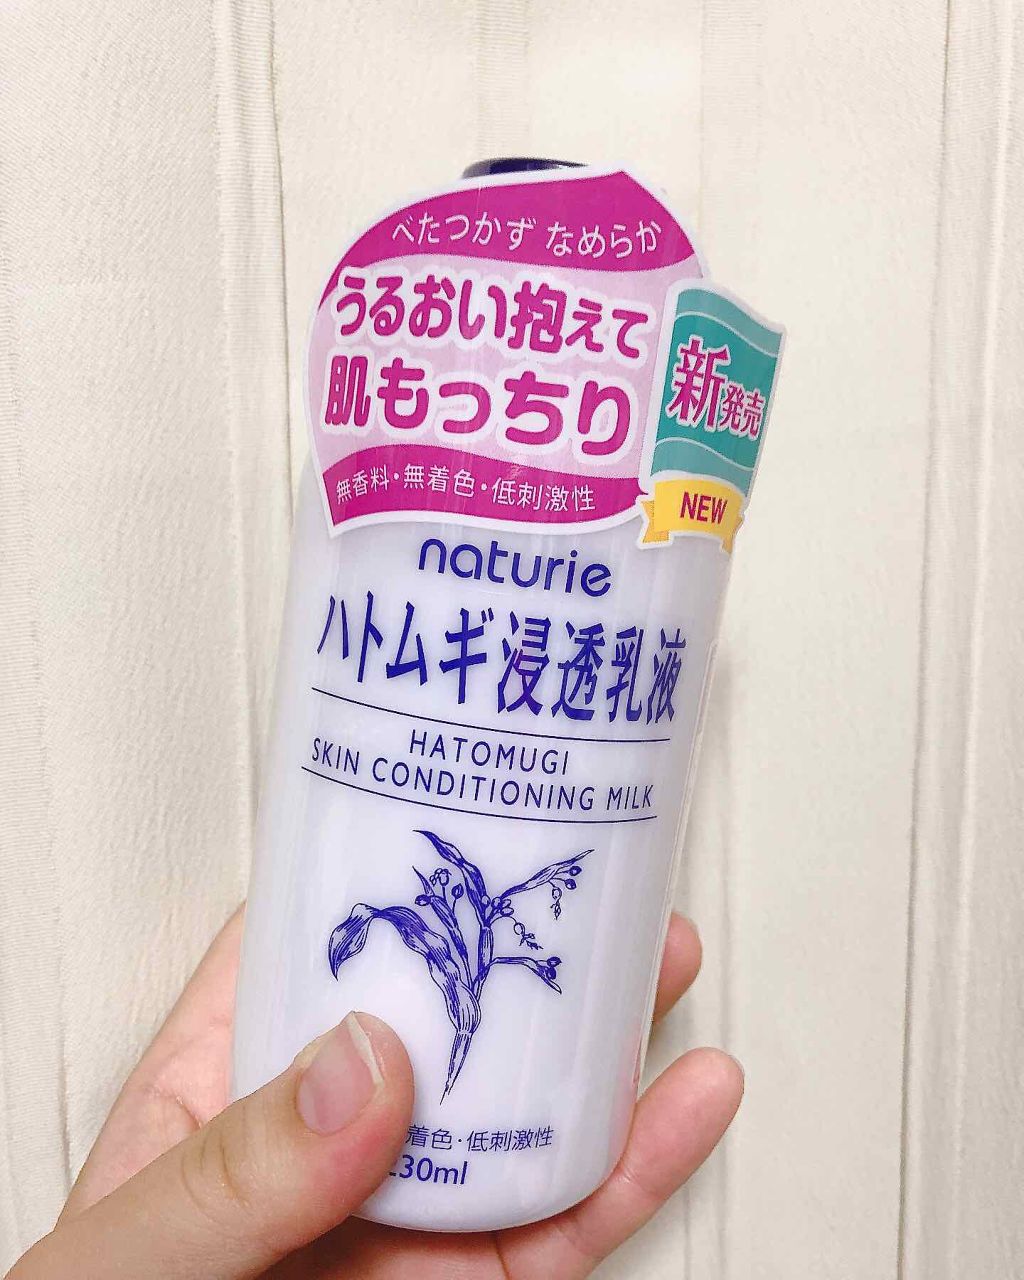 べたつかず なめらか
うるおい抱えて
肌もっちり
無香料・無着色・低刺激性
新発売
NEW
naturie
ハトムギ浸透乳液
HATOMUGI
SKIN CONDITIONING MILK
着色・低刺激性
30ml